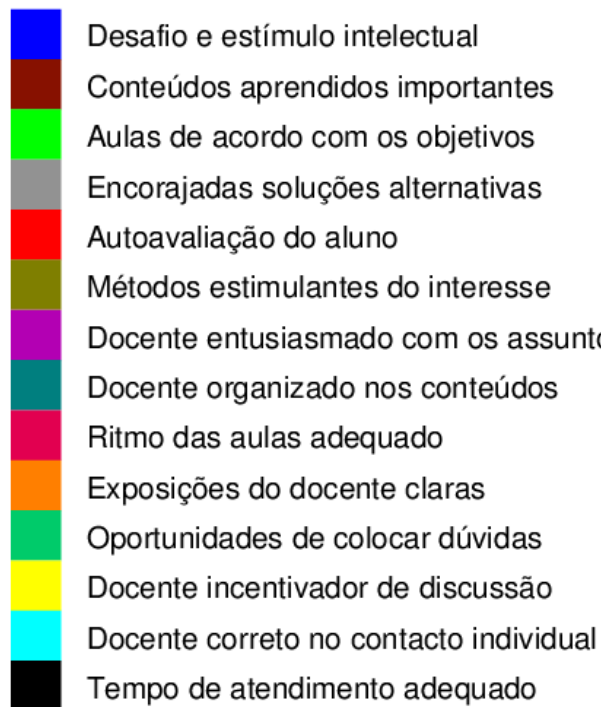 Desafio e estímulo intelectual
Conteúdos aprendidos importantes
Aulas de acordo com os objetivos
Encorajadas soluções alternativas
Autoavaliação do aluno
Métodos estimulantes do interesse
Docente entusiasmado com os assunto
Docente organizado nos conteúdos
Ritmo das aulas adequado
Exposições do docente claras
Oportunidades de colocar dúvidas
Docente incentivador de discussão
Docente correto no contacto individual
Tempo de atendimento adequado